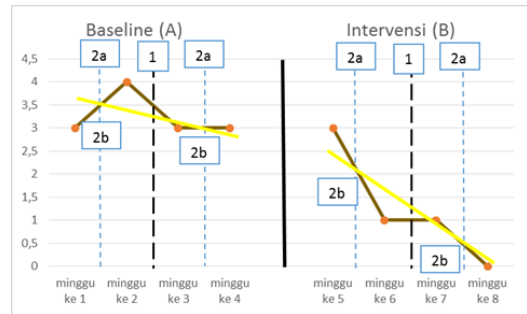 Baseline (A)
Intervensi (B)
2a
1
2a
2a
1
2a
4,5
4
3,5
3
2,5
2
1,5
1
0,5
0
2b
2b
2b
2b
minggu
ke 1
minggu
ke 2
minggu
ke 3
minggu
ke 4
minggu
ke 5
minggu
ke 6
minggu
ke 7
minggu
ke 8